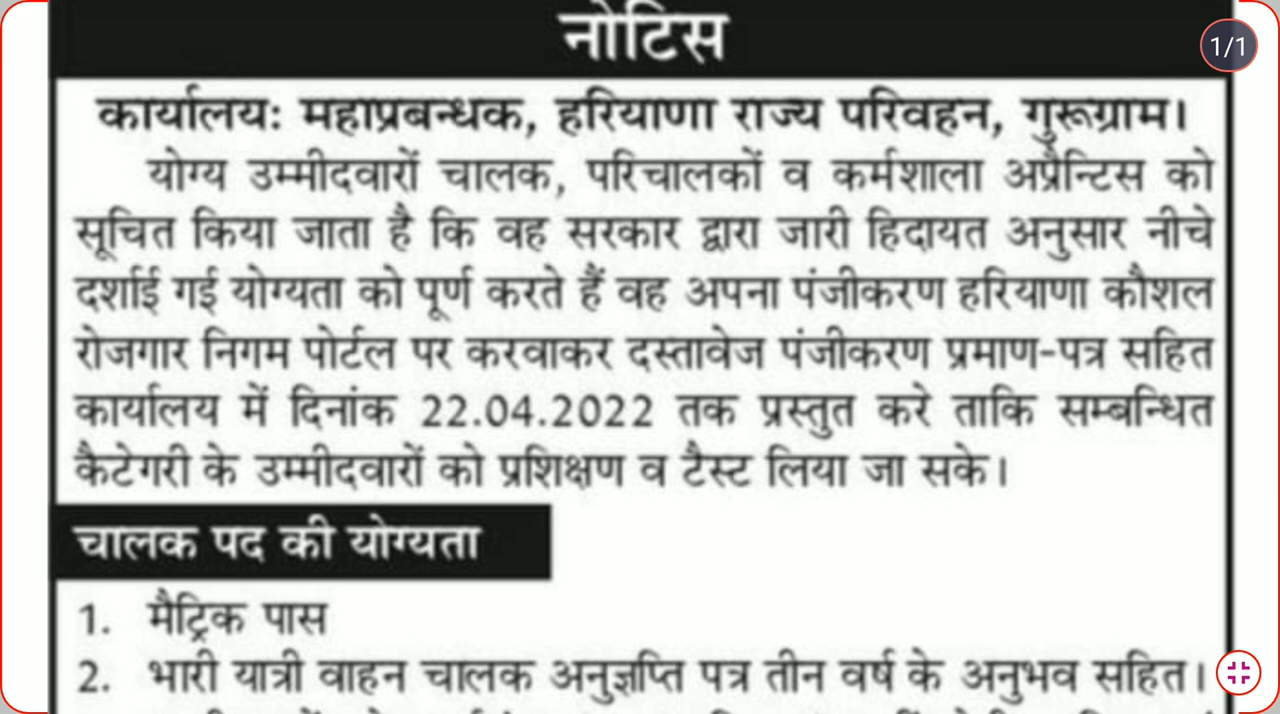 नोटिस
1/1
कार्यालयः महाप्रबन्धक, हरियाणा राज्य परिवहन, गुरूग्राम।
योग्य उम्मीदवारों चालक, परिचालकों व कर्मशाला अप्रैन्टिस को
सूचित किया जाता है कि वह सरकार द्वारा जारी हिदायत अनुसार नीचे
दर्शाई गई योग्यता को पूर्ण करते हैं वह अपना पंजीकरण हरियाणा कौशल
रोजगार निगम पोर्टल पर करवाकर दस्तावेज पंजीकरण प्रमाण-पत्र सहित
कार्यालय में दिनांक 22.04.2022 तक प्रस्तुत करे ताकि सम्बन्धित
कैटेगरी के उम्मीदवारों को प्रशिक्षण व टैस्ट लिया जा सके।
चालक पद की योग्यता
1. मैट्रिक पास
2. भारी यात्री वाहन चालक अनुज्ञप्ति पत्र तीन वर्ष के अनुभव सहित।